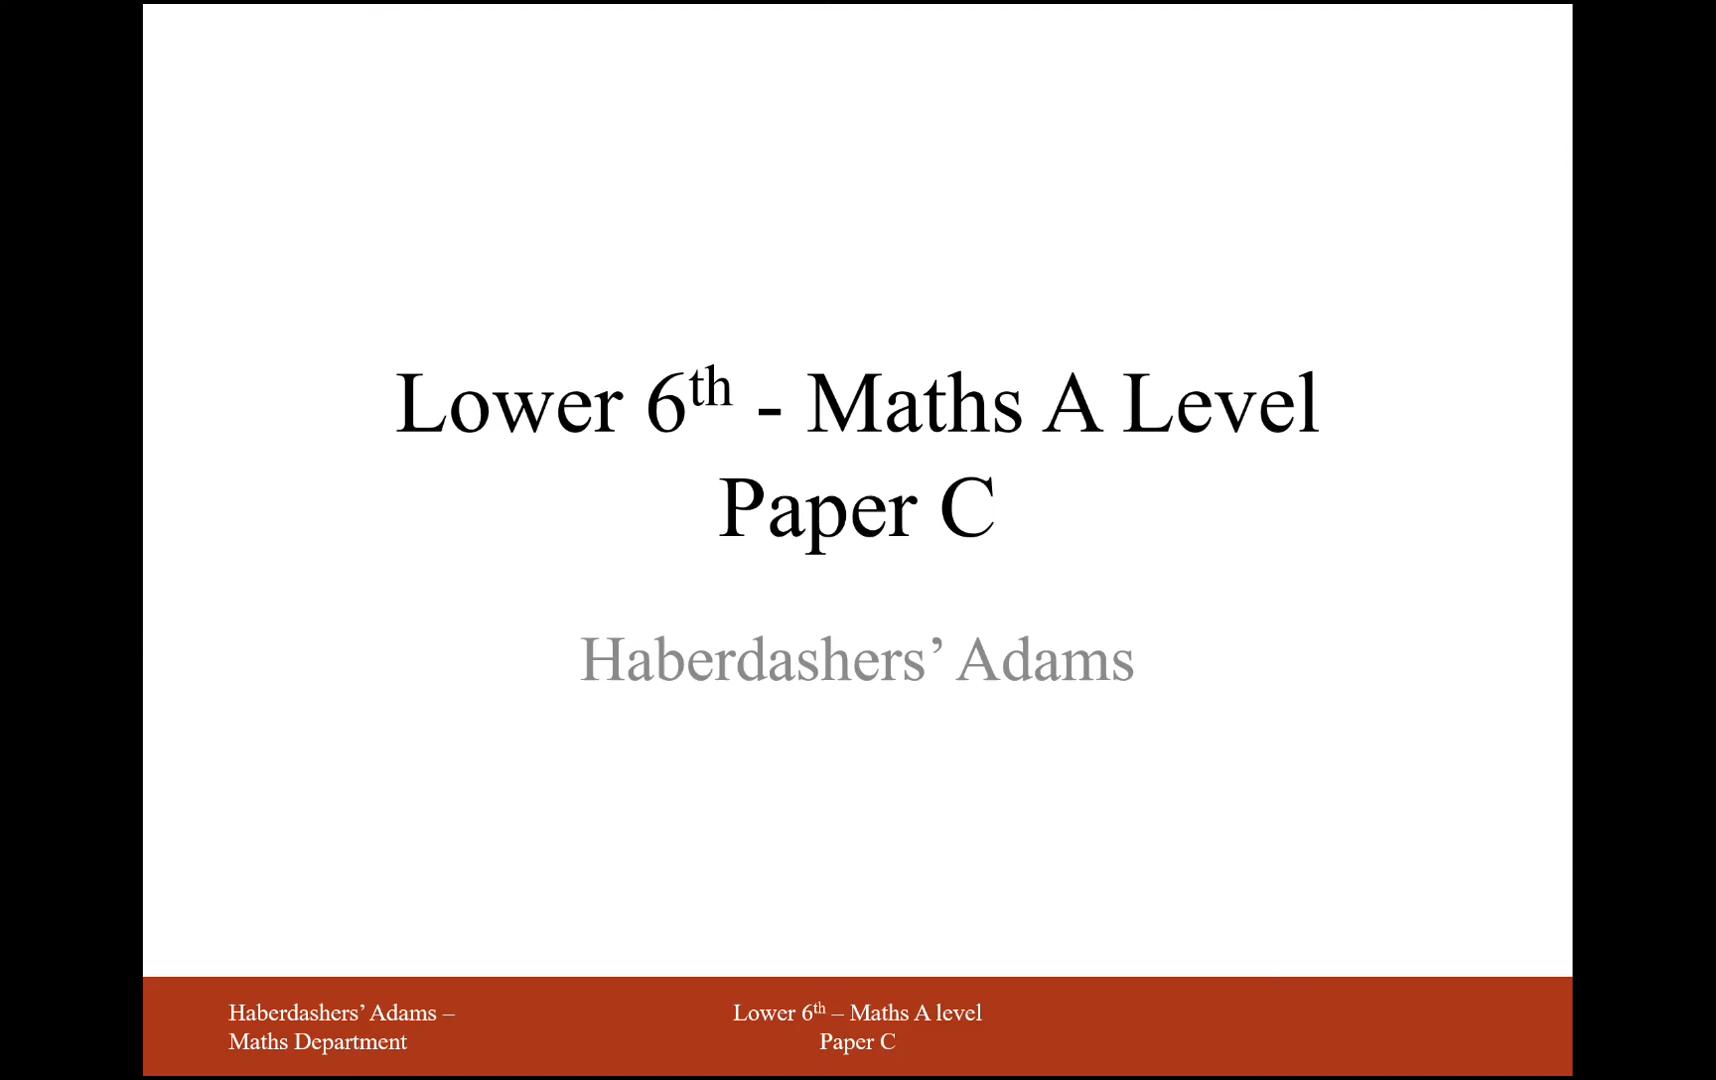 Lower 6th - Maths A Level
Paper C
Haberdashers’ Adams
Haberdashers’ Adams –
Maths Department
Lower 6th – Maths A level
Paper C